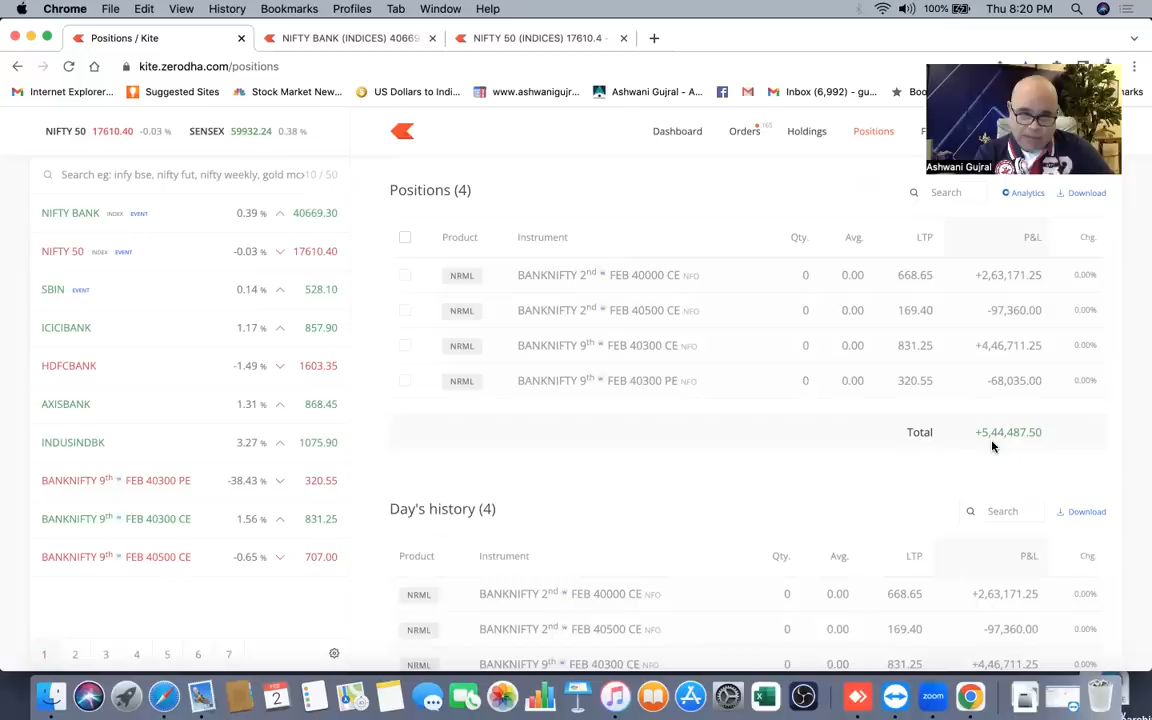 Chrome File Edit View History Bookmarks Profiles Tab Window Help 100% Thu 8:20 PM
Positions / Kite NIFTY BANK (INDICES) 40669 NIFTY 50 (INDICES) 17610.4 -
kite.zerodha.com/positions
Internet Explorer... Suggested Sites Stock Market New... US Dollars to Indi... www.ashwanigujr... Ashwani Gujral - A... Inbox (6,992) - gu... Boo marks
NIFTY 50 17610.40 -0.03 % SENSEX 59932.24 0.38 % Dashboard Orders 165 Holdings Positions F
Ashwani Gujral
Search eg: infy bse, nifty fut, nifty weekly, gold mc 10 / 50
NIFTY BANK INDEX EVENT 0.39 % 40669.30
NIFTY 50 INDEX EVENT -0.03 % 17610.40
SBIN EVENT 0.14 % 528.10
ICICIBANK 1.17 % 857.90
HDFCBANK -1.49 % 1603.35
AXISBANK 1.31 % 868.45
INDUSINDBK 3.27 % 1075.90
BANKNIFTY 9th w FEB 40300 PE -38.43 % 320.55
BANKNIFTY 9th w FEB 40300 CE 1.56 % 831.25
BANKNIFTY 9th w FEB 40500 CE -0.65 % 707.00
1 2 3 4 5 6 7
Positions (4) Search Analytics Download
Product Instrument Qty. Avg. LTP P&L Chg.
NRML BANKNIFTY 2nd w FEB 40000 CE NFO 0 0.00 668.65 +2,63,171.25 0.00%
NRML BANKNIFTY 2nd w FEB 40500 CE NFO 0 0.00 169.40 -97,360.00 0.00%
NRML BANKNIFTY 9th w FEB 40300 CE NFO 0 0.00 831.25 +4,46,711.25 0.00%
NRML BANKNIFTY 9th w FEB 40300 PE NFO 0 0.00 320.55 -68,035.00 0.00%
Total +5,44,487.50
Day's history (4) Search Download
Product Instrument Qty. Avg. LTP P&L Chg.
NRML BANKNIFTY 2nd w FEB 40000 CE NFO 0 0.00 668.65 +2,63,171.25 0.00%
NRML BANKNIFTY 2nd w FEB 40500 CE NFO 0 0.00 169.40 -97,360.00 0.00%
NRML BANKNIFTY 9th w FEB 40300 CE NFO 0 0.00 831.25 +4,46,711.25 0.00%
FEB 2 zoom